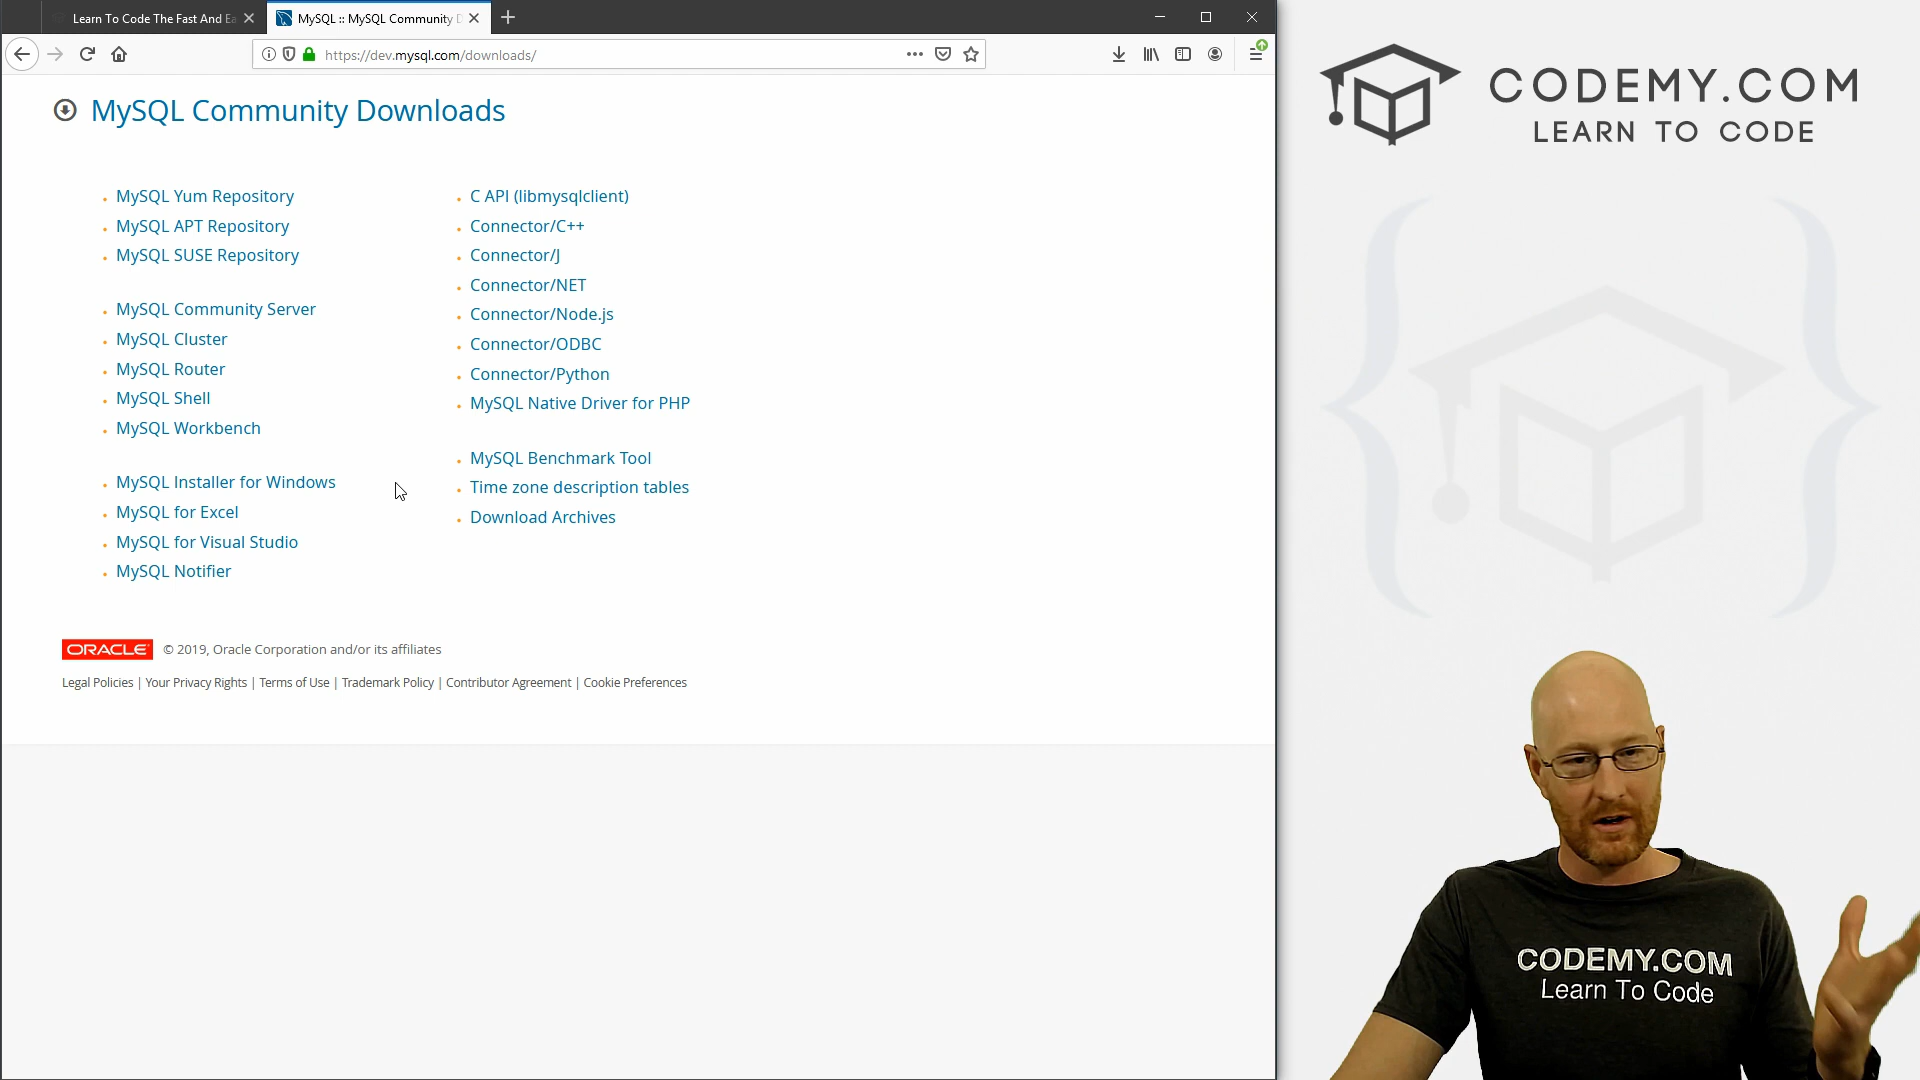 Learn To Code The Fast And Ea
MySQL :: MySQL Community D
https://dev.mysql.com/downloads/
MySQL Community Downloads
MySQL Yum Repository
MySQL APT Repository
MySQL SUSE Repository
MySQL Community Server
MySQL Cluster
MySQL Router
MySQL Shell
MySQL Workbench
MySQL Installer for Windows
MySQL for Excel
MySQL for Visual Studio
MySQL Notifier
C API (libmysqlclient)
Connector/C++
Connector/J
Connector/NET
Connector/Node.js
Connector/ODBC
Connector/Python
MySQL Native Driver for PHP
MySQL Benchmark Tool
Time zone description tables
Download Archives
ORACLE © 2019, Oracle Corporation and/or its affiliates
Legal Policies | Your Privacy Rights | Terms of Use | Trademark Policy | Contributor Agreement | Cookie Preferences
CODEMY.COM
LEARN TO CODE
CODEMY.COM
Learn To Code